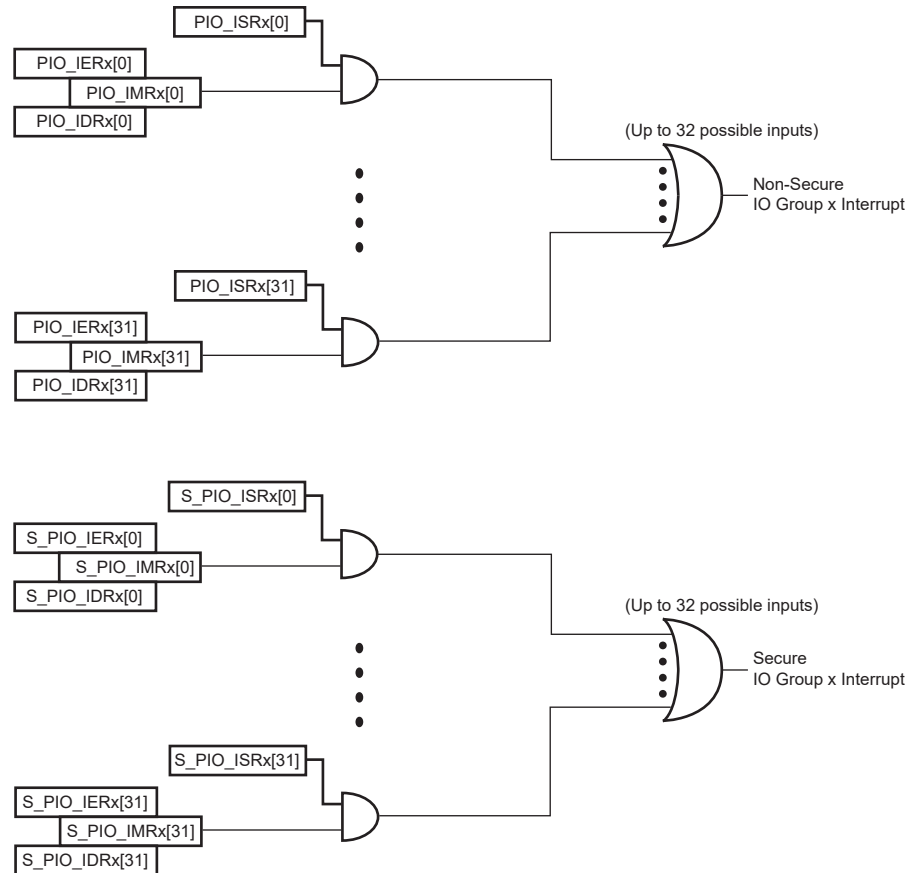 PIO_ISRx[0]
PIO_IERx[0]
PIO_IMRx[0]
PIO_IDRx[0]
(Up to 32 possible inputs)
Non-Secure
IO Group x Interrupt
PIO_ISRx[31]
PIO_IERx[31]
PIO_IMRx[31]
PIO_IDRx[31]
S_PIO_ISRx[0]
S_PIO_IERx[0]
S_PIO_IMRx[0]
S_PIO_IDRx[0]
(Up to 32 possible inputs)
Secure
IO Group x Interrupt
S_PIO_ISRx[31]
S_PIO_IERx[31]
S_PIO_IMRx[31]
S_PIO_IDRx[31]